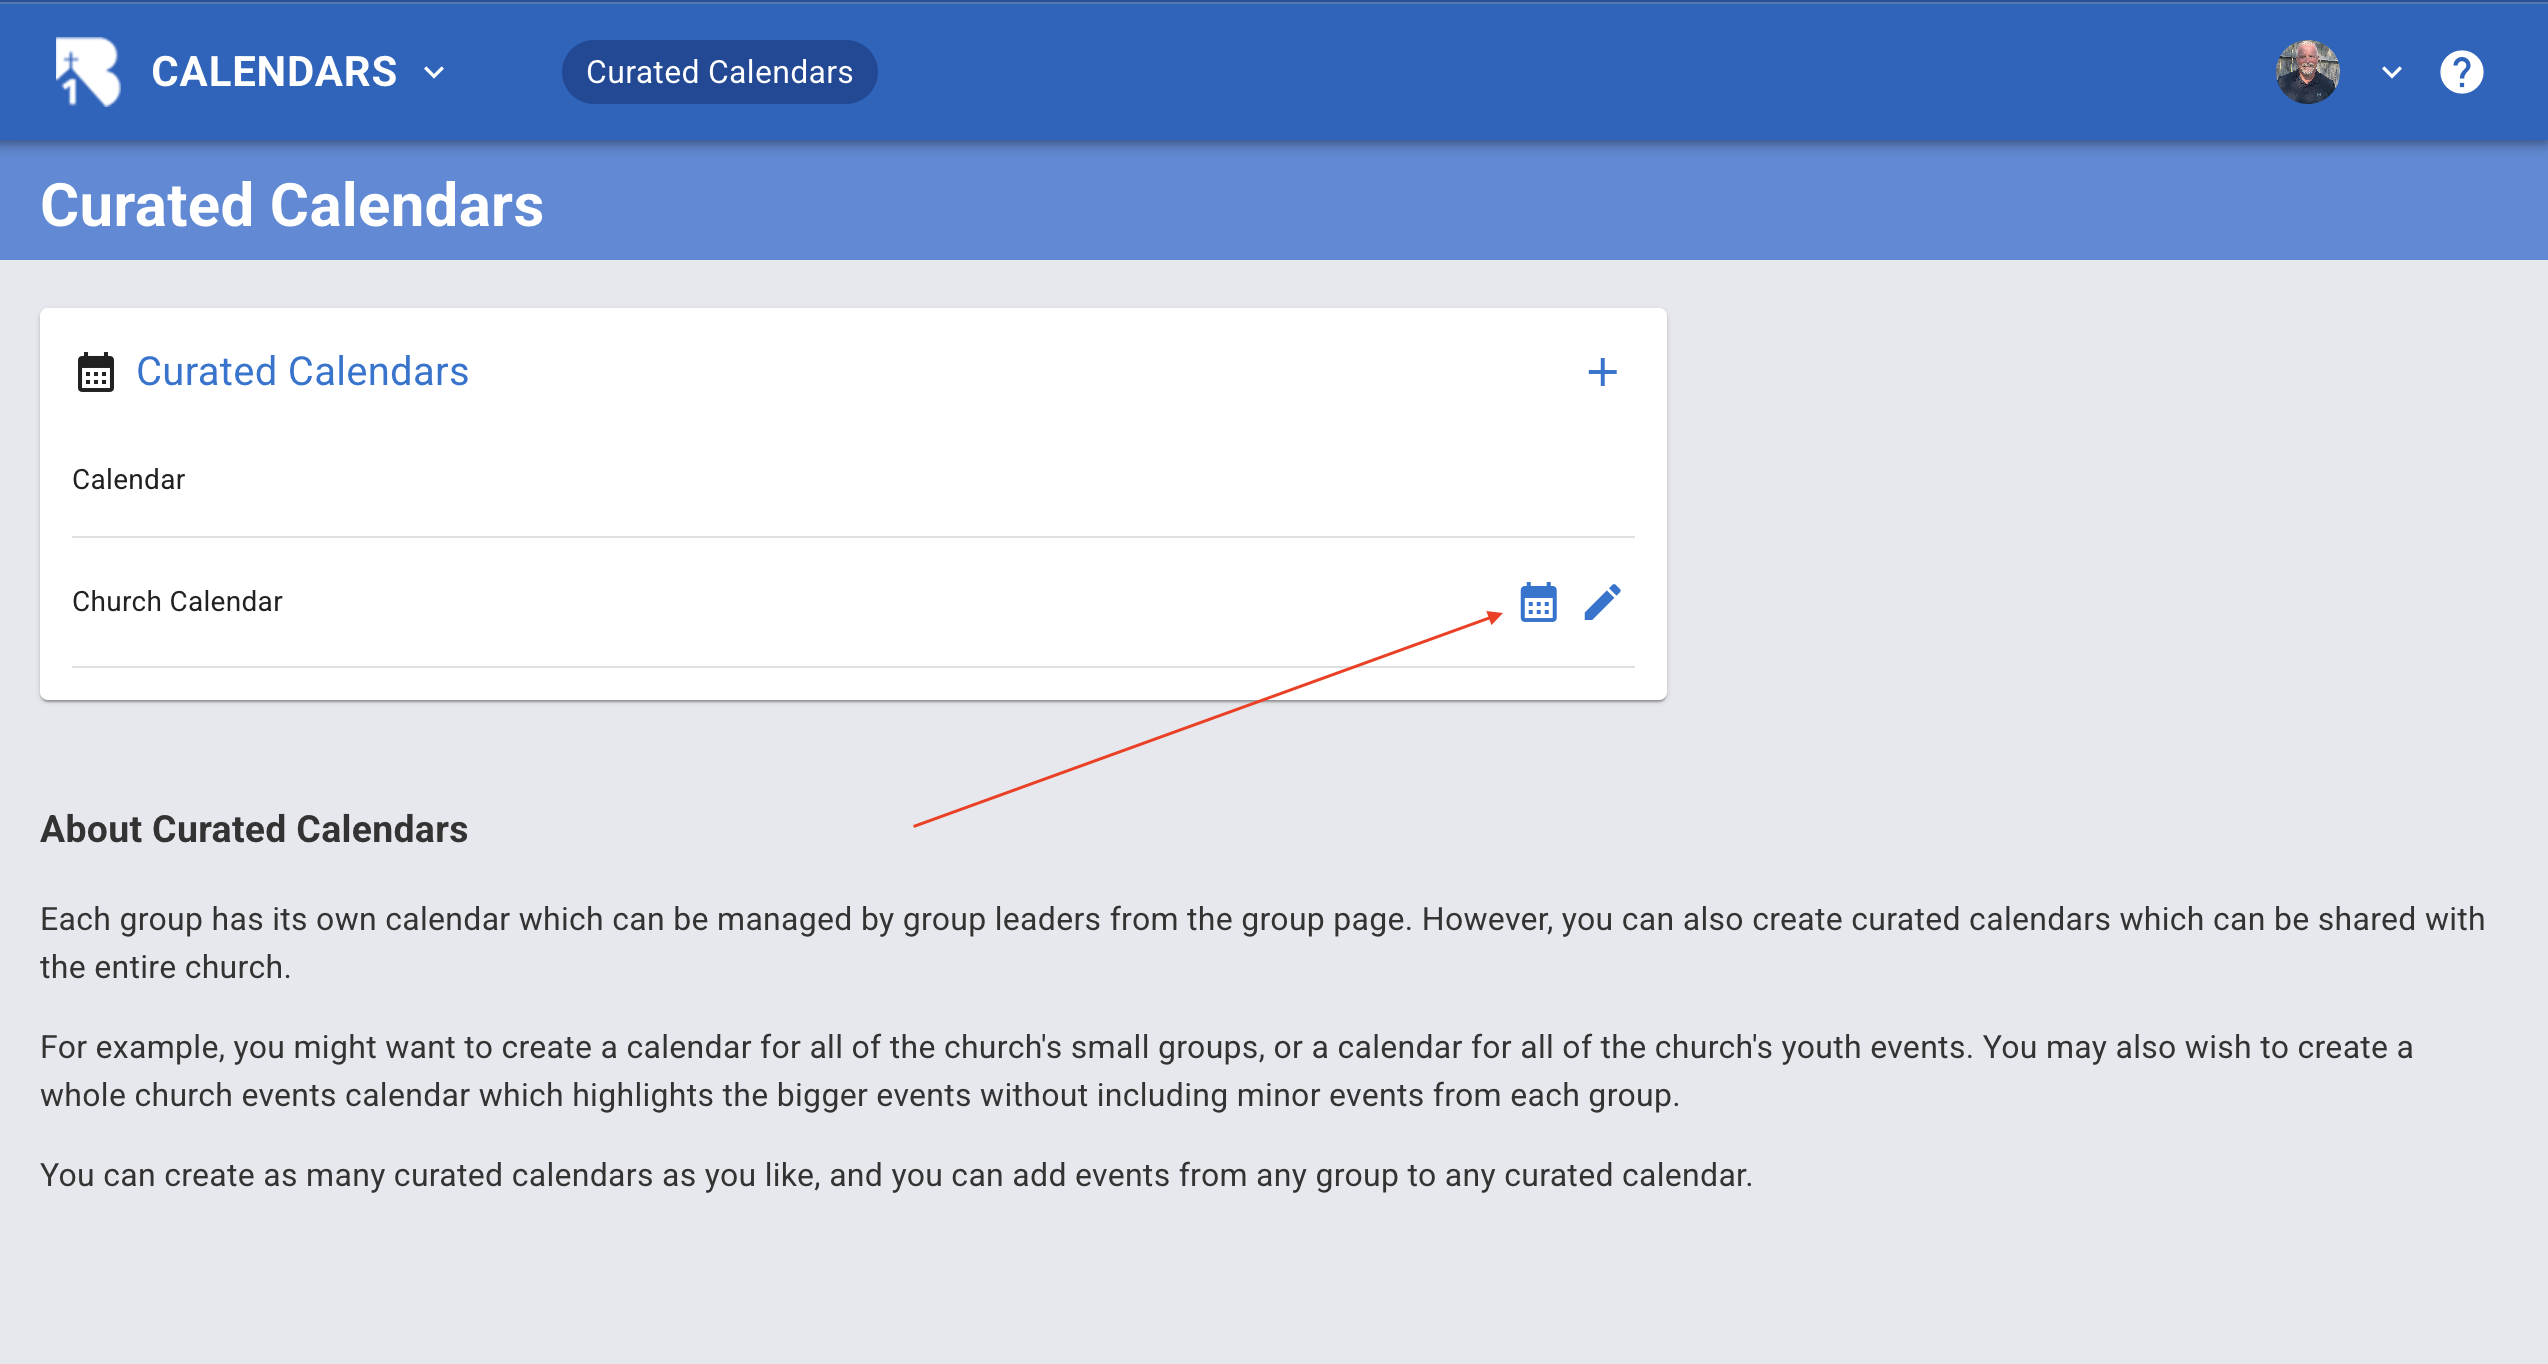 CALENDARS
Curated Calendars
?
Curated Calendars
Curated Calendars
Calendar
Church Calendar
About Curated Calendars
Each group has its own calendar which can be managed by group leaders from the group page. However, you can also create curated calendars which can be shared with
the entire church.
For example, you might want to create a calendar for all of the church's small groups, or a calendar for all of the church's youth events. You may also wish to create a
whole church events calendar which highlights the bigger events without including minor events from each group.
You can create as many curated calendars as you like, and you can add events from any group to any curated calendar.